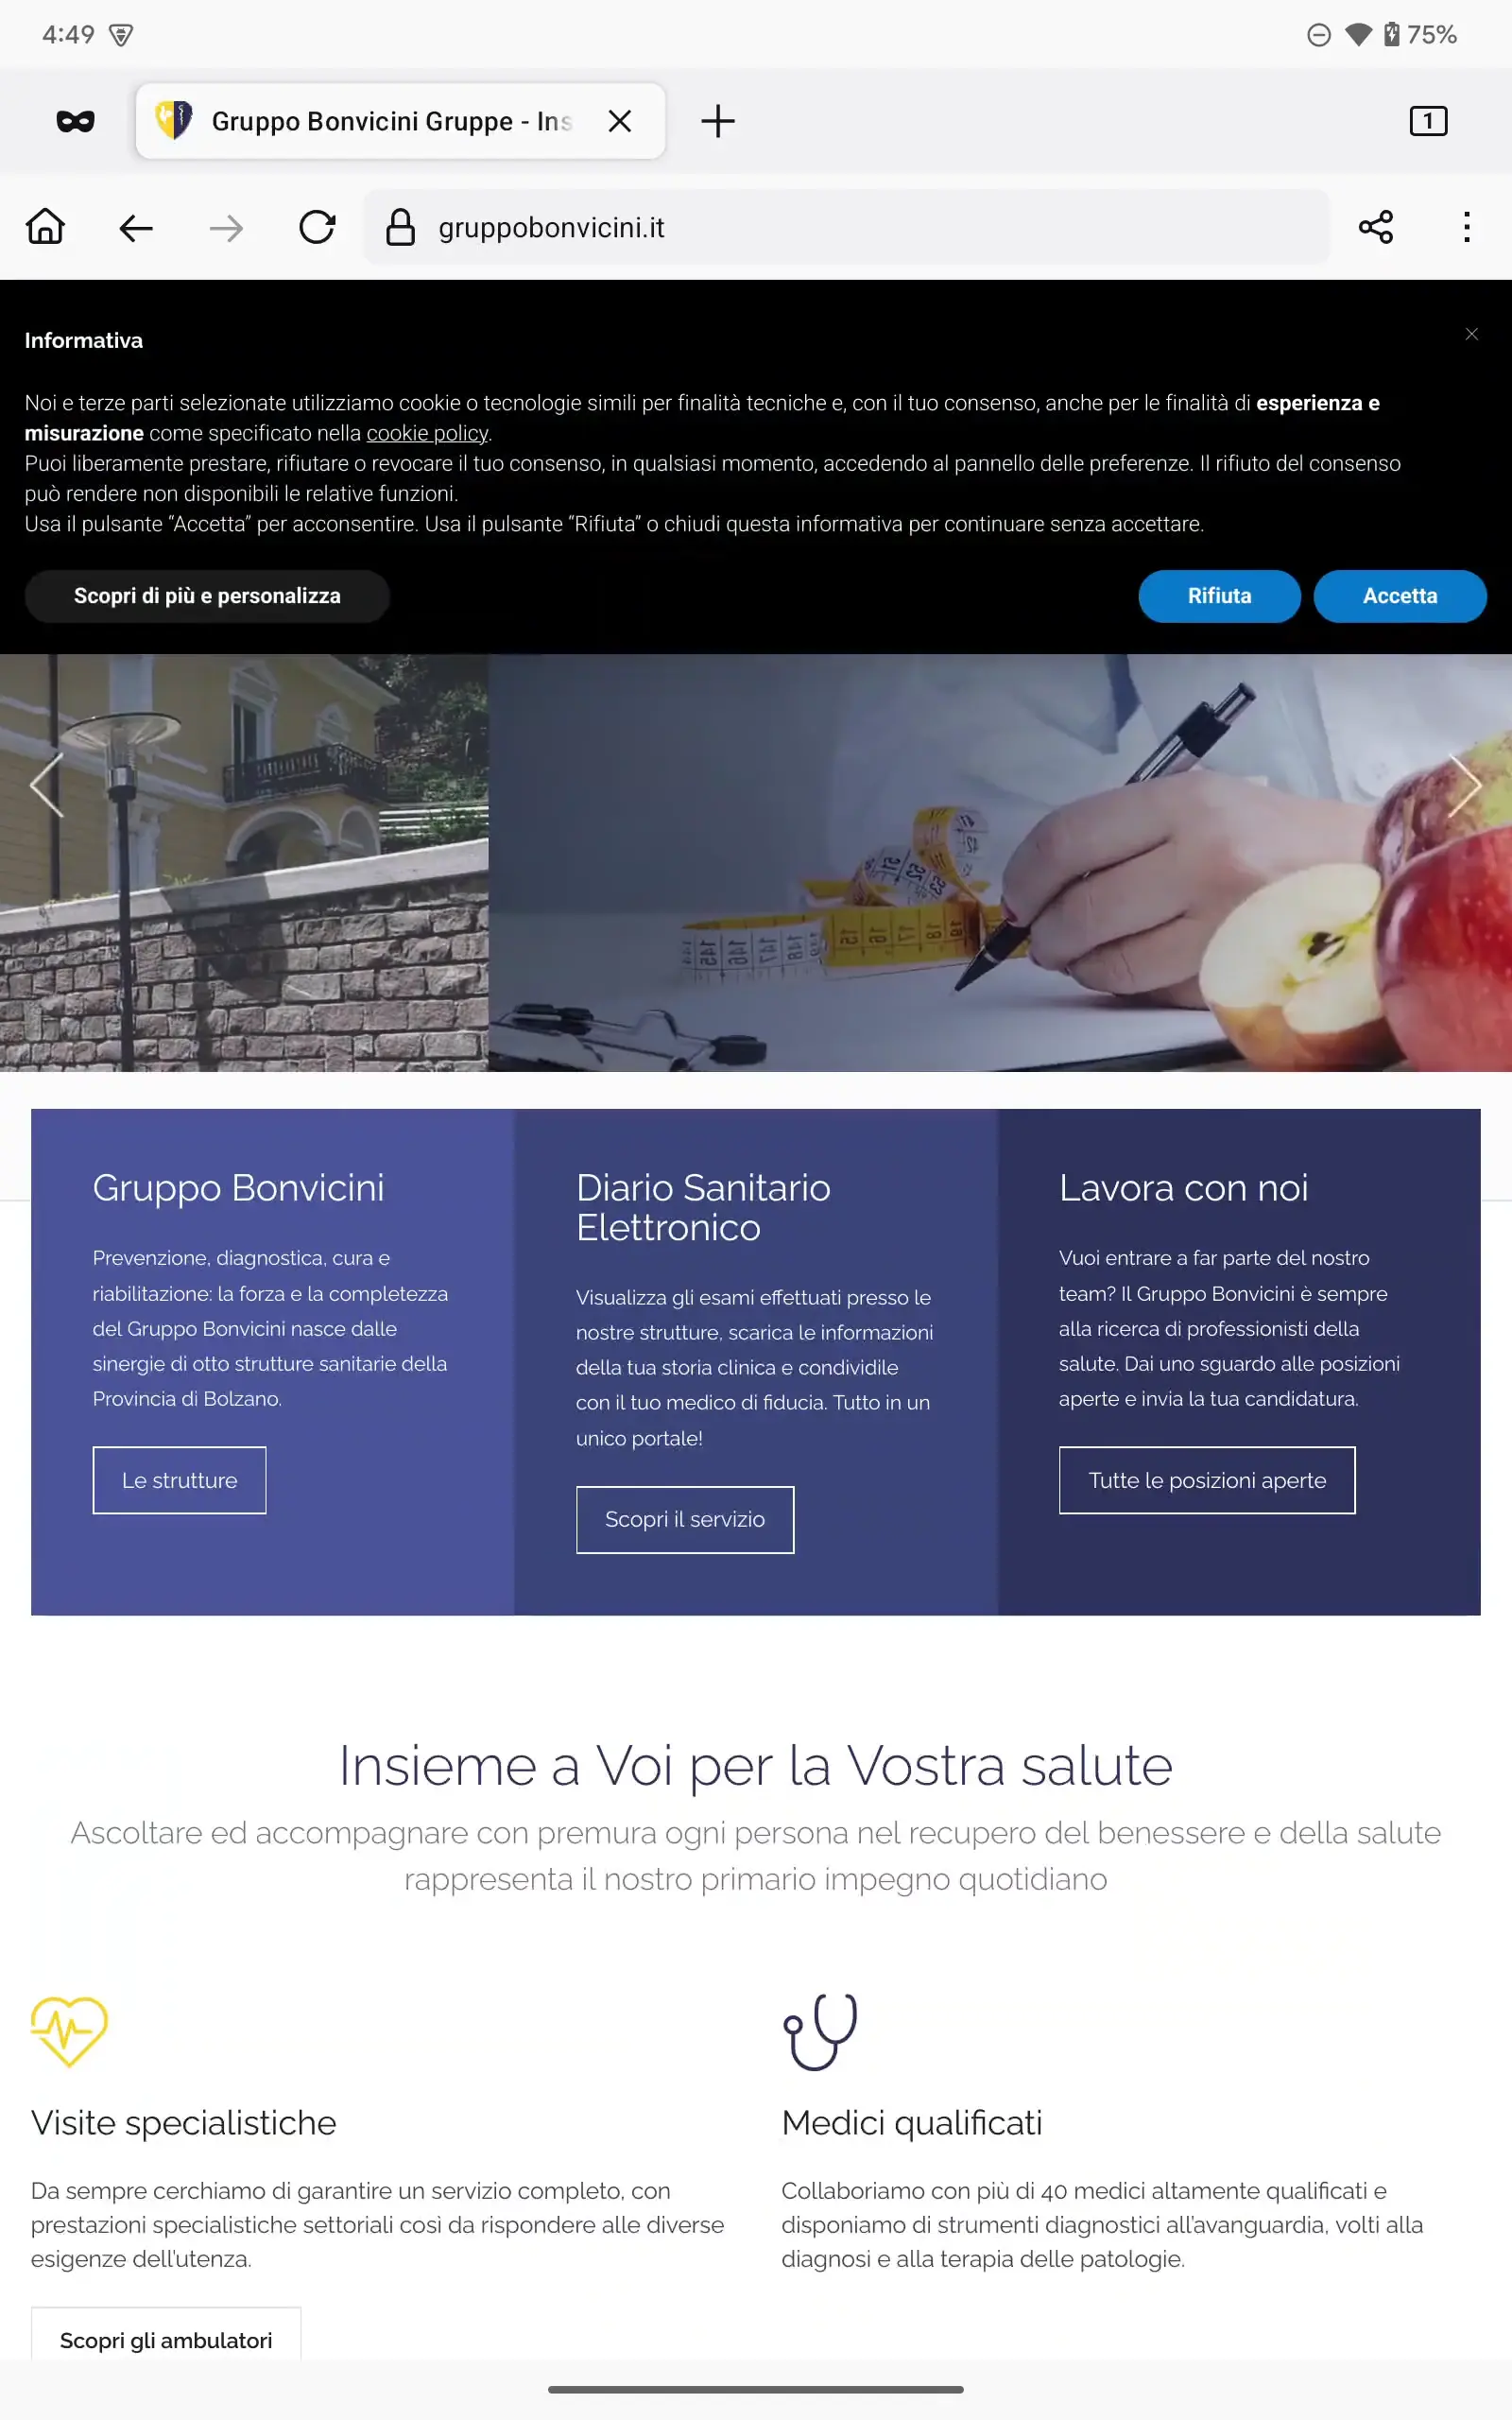 4:49
75%
Gruppo Bonvicini Gruppe - Ins
1
gruppobonvicini.it
Informativa
Noi e terze parti selezionate utilizziamo cookie o tecnologie simili per finalità tecniche e, con il tuo consenso, anche per le finalità di esperienza e
misurazione come specificato nella cookie policy.
Puoi liberamente prestare, rifiutare o revocare il tuo consenso, in qualsiasi momento, accedendo al pannello delle preferenze. Il rifiuto del consenso
può rendere non disponibili le relative funzioni.
Usa il pulsante “Accetta” per acconsentire. Usa il pulsante “Rifiuta” o chiudi questa informativa per continuare senza accettare.
Scopri di più e personalizza
Rifiuta
Accetta
Gruppo Bonvicini
Prevenzione, diagnostica, cura e
riabilitazione: la forza e la completezza
del Gruppo Bonvicini nasce dalle
sinergie di otto strutture sanitarie della
Provincia di Bolzano.
Le strutture
Diario Sanitario
Elettronico
Visualizza gli esami effettuati presso le
nostre strutture, scarica le informazioni
della tua storia clinica e condividile
con il tuo medico di fiducia. Tutto in un
unico portale!
Scopri il servizio
Lavora con noi
Vuoi entrare a far parte del nostro
team? Il Gruppo Bonvicini è sempre
alla ricerca di professionisti della
salute. Dai uno sguardo alle posizioni
aperte e invia la tua candidatura.
Tutte le posizioni aperte
Insieme a Voi per la Vostra salute
Ascoltare ed accompagnare con premura ogni persona nel recupero del benessere e della salute
rappresenta il nostro primario impegno quotidiano
Visite specialistiche
Da sempre cerchiamo di garantire un servizio completo, con
prestazioni specialistiche settoriali così da rispondere alle diverse
esigenze dell'utenza.
Scopri gli ambulatori
Medici qualificati
Collaboriamo con più di 40 medici altamente qualificati e
disponiamo di strumenti diagnostici all'avanguardia, volti alla
diagnosi e alla terapia delle patologie.